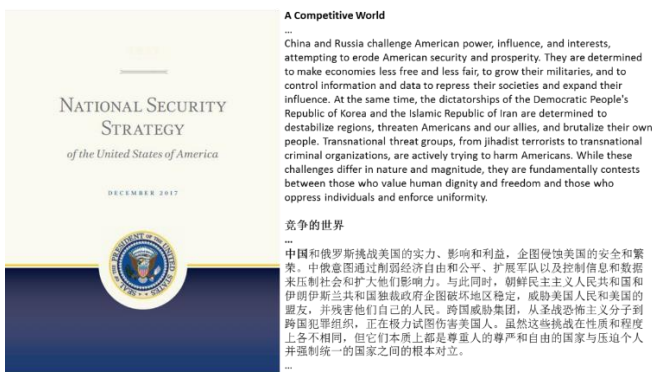 NATIONAL SECURITY
STRATEGY
of the United States of America
DECEMBER 2017
A Competitive World
...
China and Russia challenge American power, influence, and interests,
attempting to erode American security and prosperity. They are determined
to make economies less free and less fair, to grow their militaries, and to
control information and data to repress their societies and expand their
influence. At the same time, the dictatorships of the Democratic People's
Republic of Korea and the Islamic Republic of Iran are determined to
destabilize regions, threaten Americans and our allies, and brutalize their own
people. Transnational threat groups, from jihadist terrorists to transnational
criminal organizations, are actively trying to harm Americans. While these
challenges differ in nature and magnitude, they are fundamentally contests
between those who value human dignity and freedom and those who
oppress individuals and enforce uniformity.
竞争的世界
...
中国和俄罗斯挑战美国的实力、影响和利益，企图侵蚀美国的安全和繁
荣。中俄意图通过削弱经济自由和公平、扩展军队以及控制信息和数据
来压制社会和扩大他们影响力。与此同时，朝鲜民主主义人民共和国和
伊朗伊斯兰共和国独裁政府企图破坏地区稳定，威胁美国人民和美国的
盟友，并残害他们自己的人民。跨国威胁集团，从圣战恐怖主义分子到
跨国犯罪组织，正在极力试图伤害美国人。虽然这些挑战在性质和程度
上各不相同，但它们本质上都是尊重人的尊严和自由的国家与压迫个人
并强制统一的国家之间的根本对立。
...